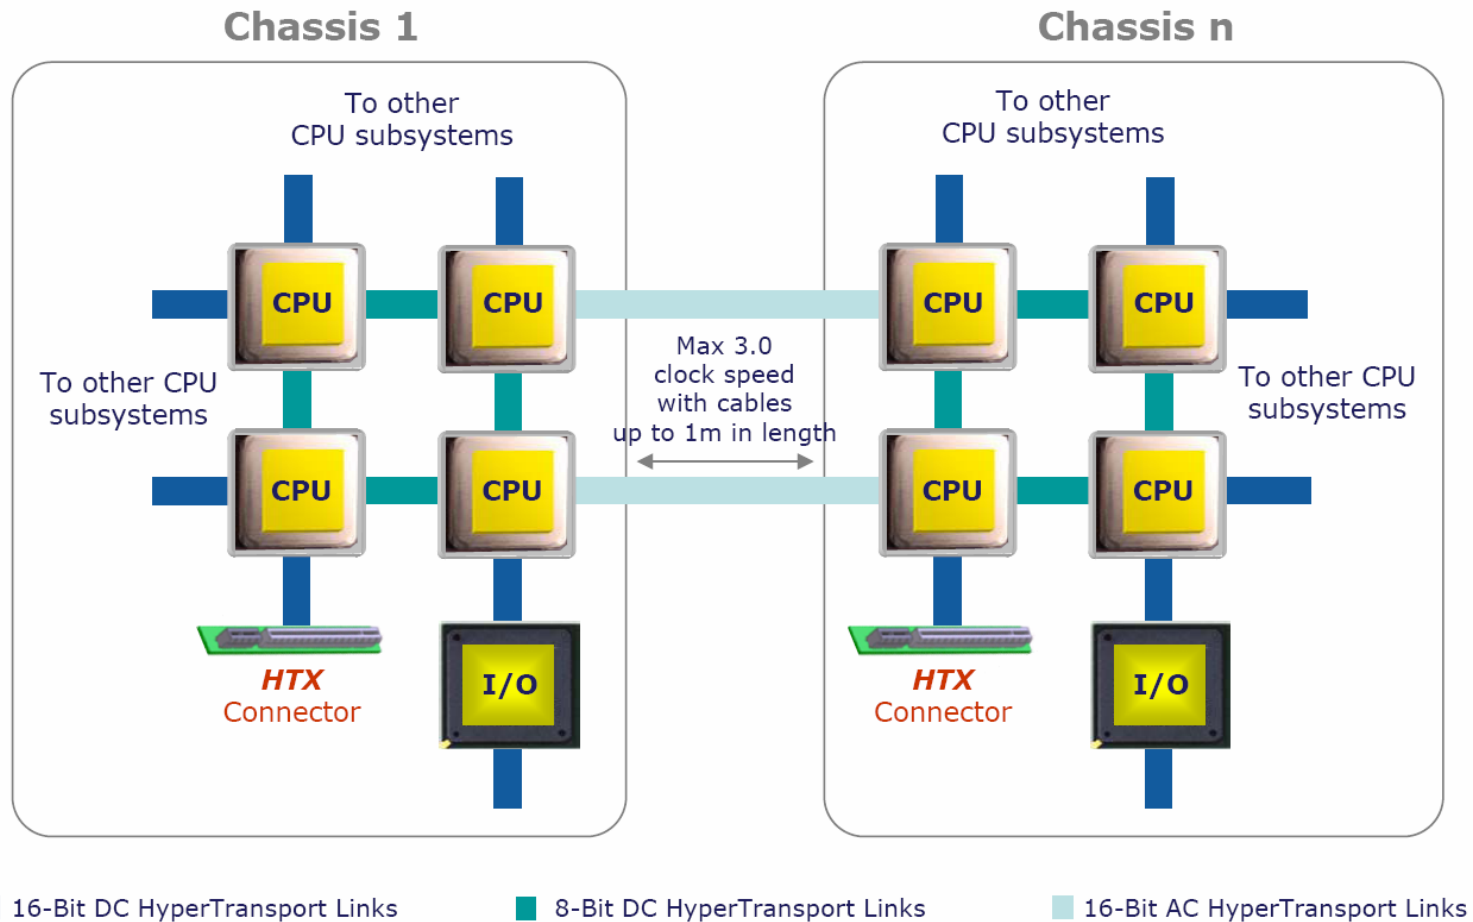 Chassis 1
Chassis n
To other
CPU subsystems
To other
CPU subsystems
CPU
CPU
CPU
CPU
Max 3.0
clock speed
with cables
up to 1m in length
To other CPU
subsystems
To other CPU
subsystems
CPU
CPU
CPU
CPU
HTX
Connector
I/O
HTX
Connector
I/O
16-Bit DC HyperTransport Links
8-Bit DC HyperTransport Links
16-Bit AC HyperTransport Links